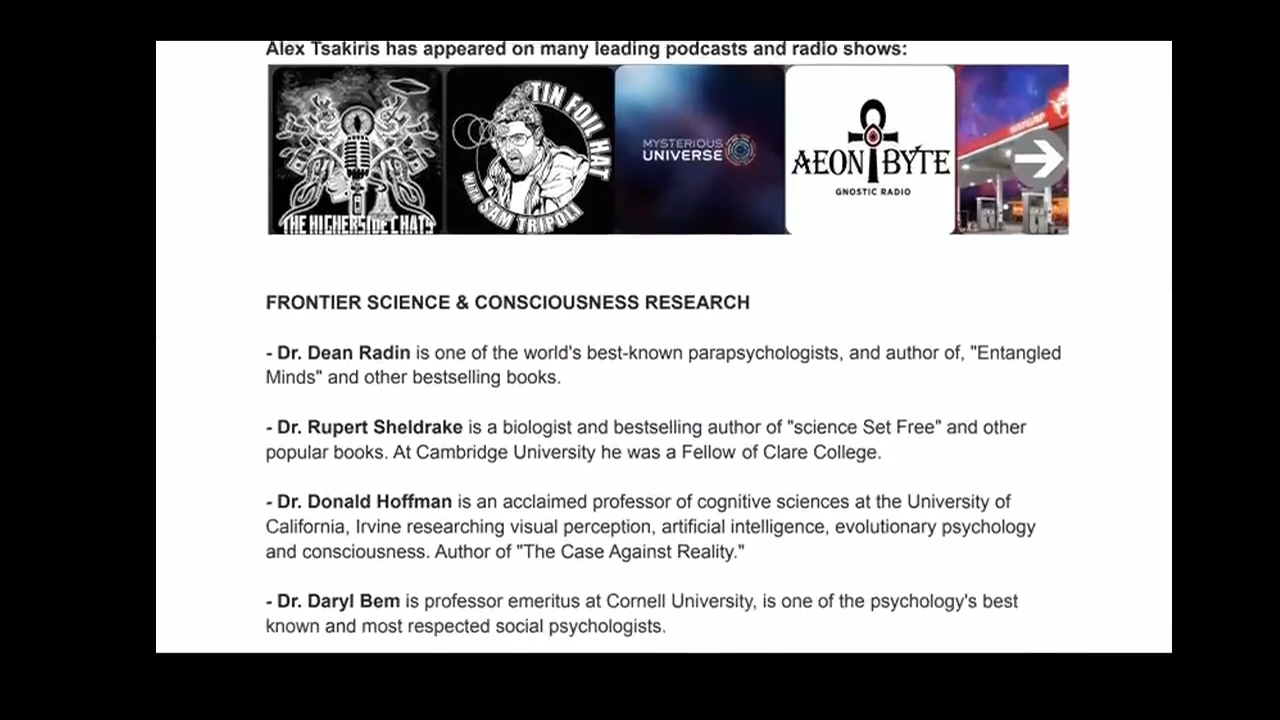 Alex Tsakiris has appeared on many leading podcasts and radio shows:
THE HIGHERSIDE CHATS
TIN FOIL HAT
WITH SAM TRIPOLI
MYSTERIOUS
UNIVERSE
AEON BYTE
GNOSTIC RADIO
FRONTIER SCIENCE & CONSCIOUSNESS RESEARCH
- Dr. Dean Radin is one of the world's best-known parapsychologists, and author of, "Entangled
Minds" and other bestselling books.
- Dr. Rupert Sheldrake is a biologist and bestselling author of "science Set Free" and other
popular books. At Cambridge University he was a Fellow of Clare College.
- Dr. Donald Hoffman is an acclaimed professor of cognitive sciences at the University of
California, Irvine researching visual perception, artificial intelligence, evolutionary psychology
and consciousness. Author of "The Case Against Reality."
- Dr. Daryl Bem is professor emeritus at Cornell University, is one of the psychology's best
known and most respected social psychologists.